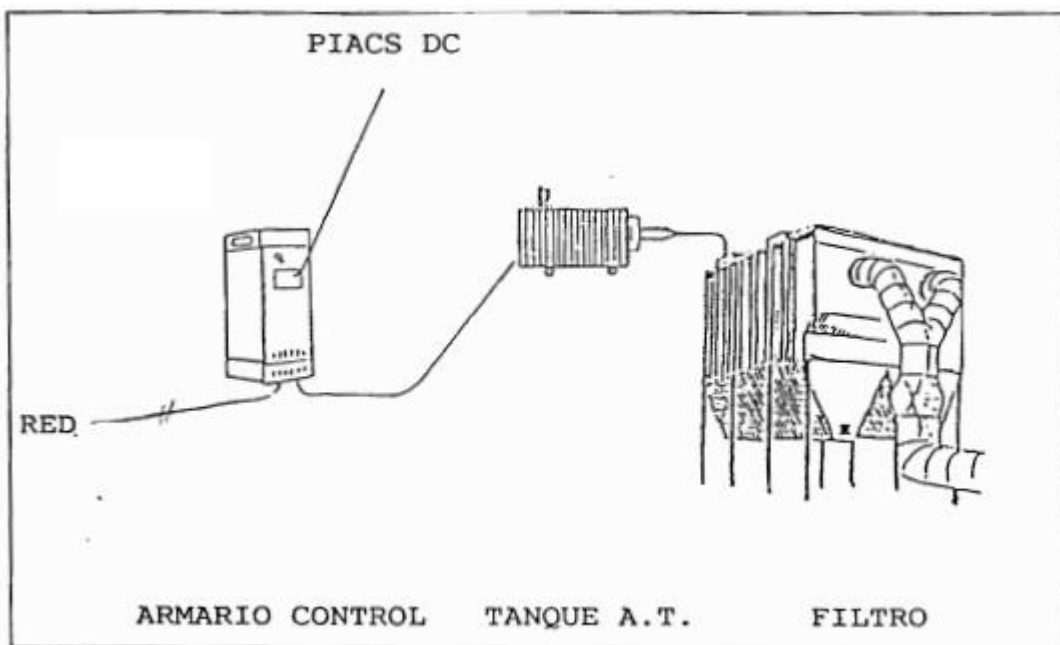 PIACS DC
RED
ARMARIO CONTROL TANQUE A.T. FILTRO